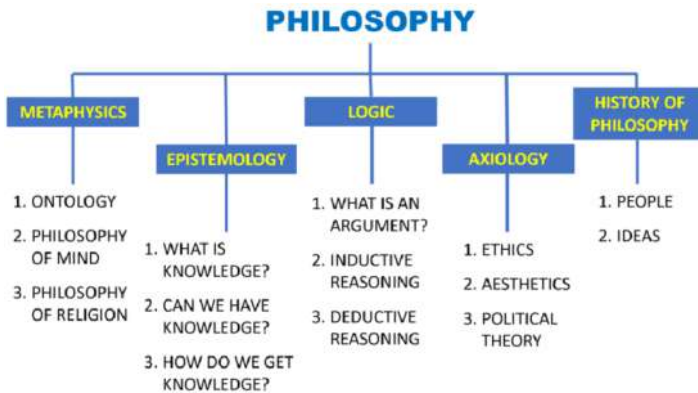 PHILOSOPHY
METAPHYSICS
1. ONTOLOGY
2. PHILOSOPHY
OF MIND
3. PHILOSOPHY
OF RELIGION
EPISTEMOLOGY
1. WHAT IS
KNOWLEDGE?
2. CAN WE HAVE
KNOWLEDGE?
3. HOW DO WE GET
KNOWLEDGE?
LOGIC
1. WHAT IS AN
ARGUMENT?
2. INDUCTIVE
REASONING
3. DEDUCTIVE
REASONING
AXIOLOGY
1. ETHICS
2. AESTHETICS
3. POLITICAL
THEORY
HISTORY OF
PHILOSOPHY
1. PEOPLE
2. IDEAS